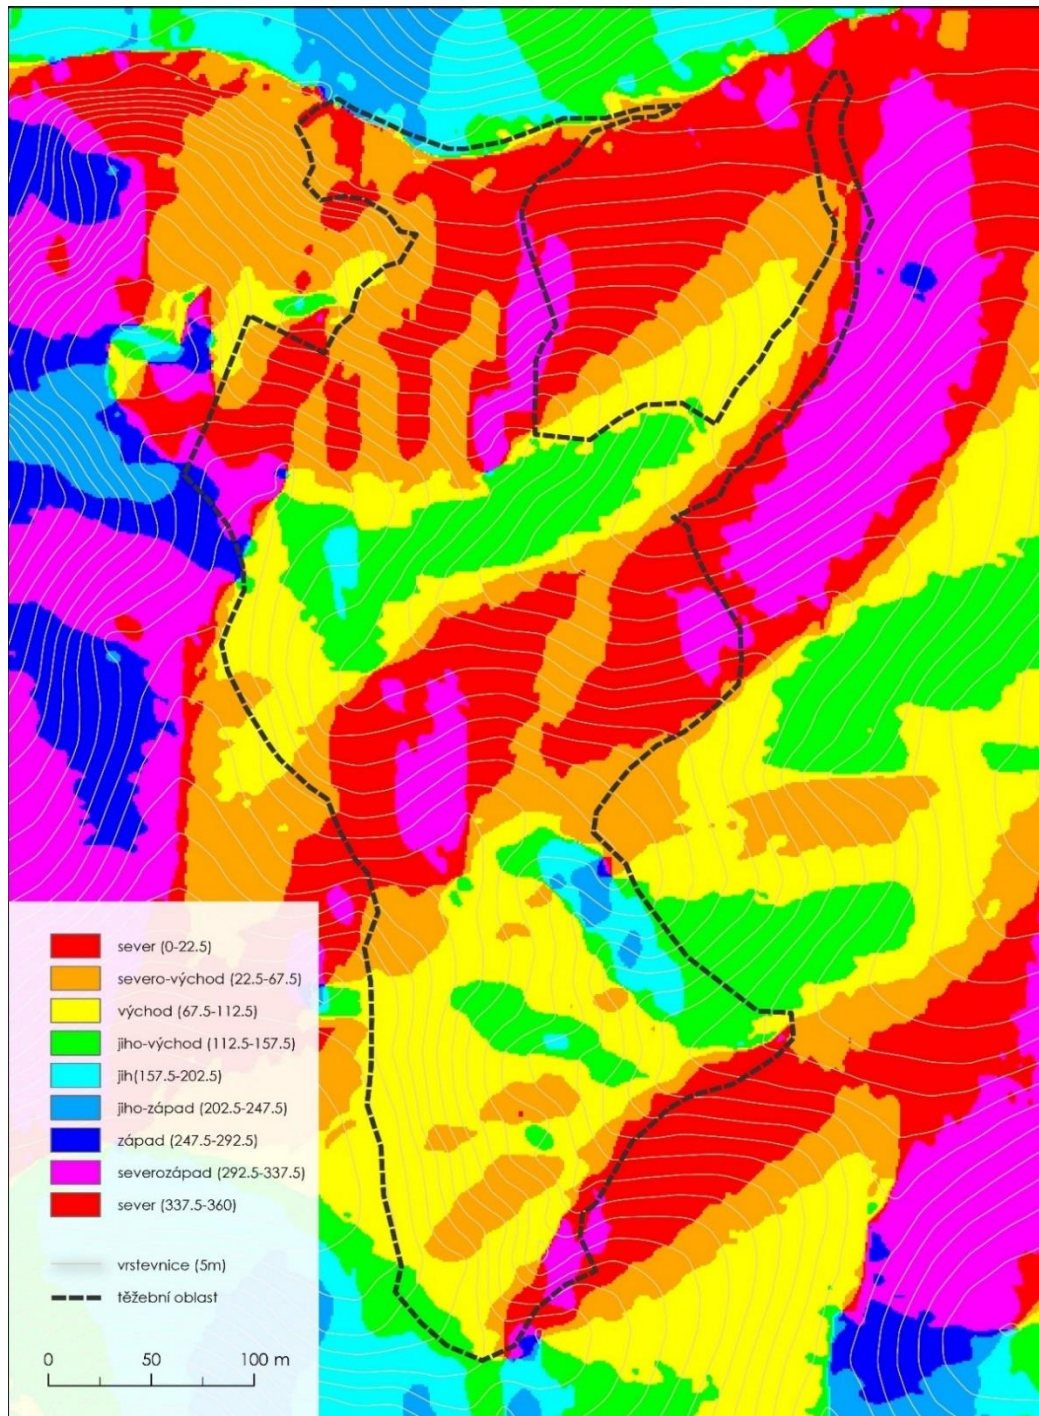 sever (0-22.5)
severo-východ (22.5-67.5)
východ (67.5-112.5)
jiho-východ (112.5-157.5)
jih(157.5-202.5)
jiho-západ (202.5-247.5)
západ (247.5-292.5)
severozápad (292.5-337.5)
sever (337.5-360)
vrstevnice (5m)
těžební oblast
0 50 100 m